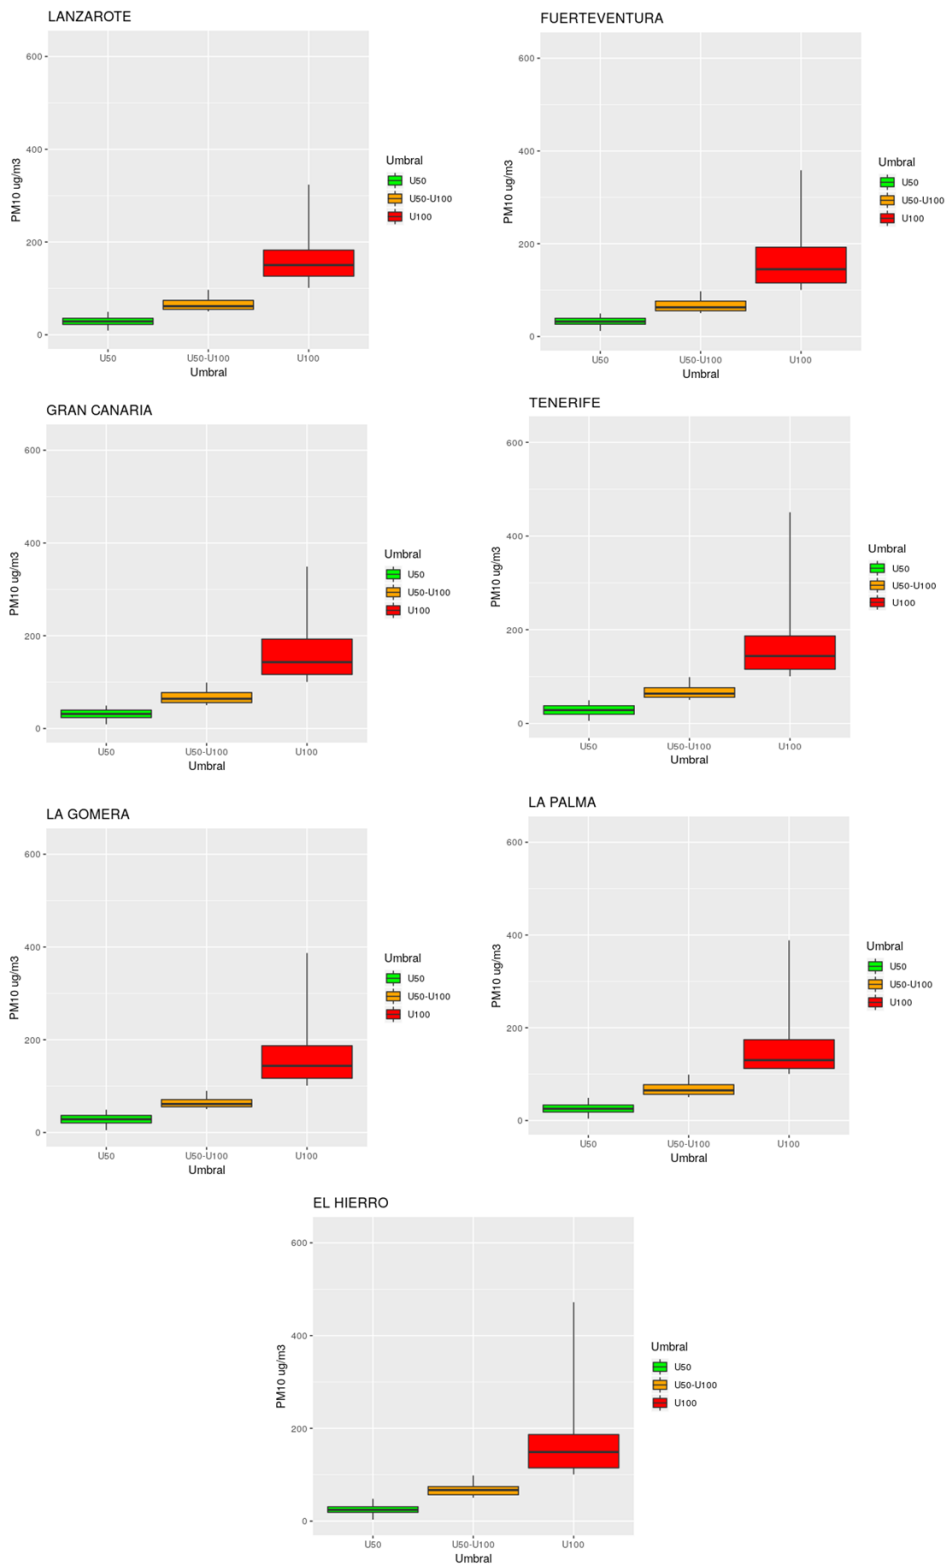 LANZAROTE
600
400
200
0
PM10 ug/m3
U50
U50-U100
U100
Umbral
Umbral
U50
U50-U100
U100
FUERTEVENTURA
600
400
200
0
PM10 ug/m3
U50
U50-U100
U100
Umbral
Umbral
U50
U50-U100
U100
GRAN CANARIA
600
400
200
0
PM10 ug/m3
U50
U50-U100
U100
Umbral
Umbral
U50
U50-U100
U100
TENERIFE
600
400
200
0
PM10 ug/m3
U50
U50-U100
U100
Umbral
Umbral
U50
U50-U100
U100
LA GOMERA
600
400
200
0
PM10 ug/m3
U50
U50-U100
U100
Umbral
Umbral
U50
U50-U100
U100
LA PALMA
600
400
200
0
PM10 ug/m3
U50
U50-U100
U100
Umbral
Umbral
U50
U50-U100
U100
EL HIERRO
600
400
200
0
PM10 ug/m3
U50
U50-U100
U100
Umbral
Umbral
U50
U50-U100
U100